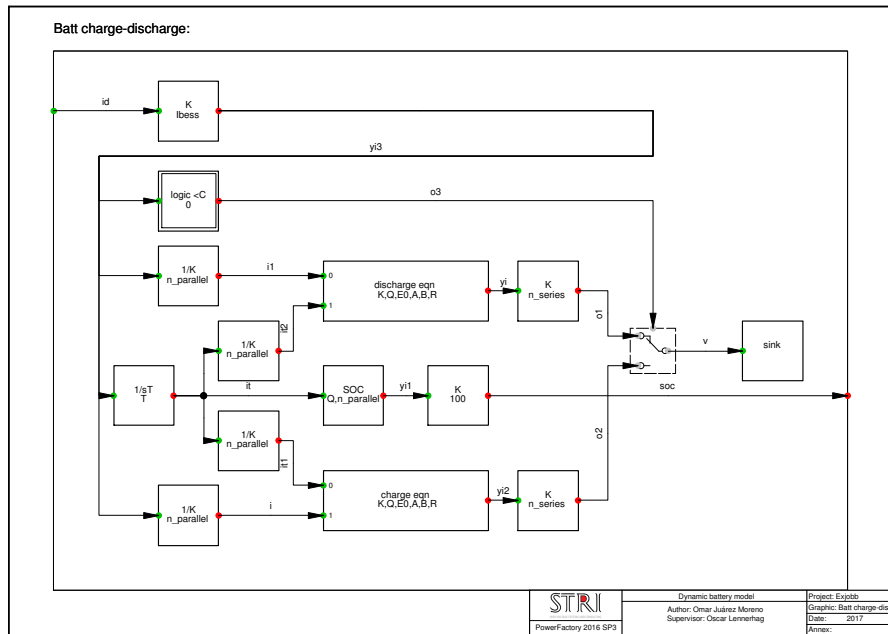 Batt charge-discharge:
id
K
Ibess
yi3
logic <C
0
o3
1/K
n_parallel
i1
0
1
discharge eqn
K,Q,E0,A,B,R
yi
K
n_series
o1
it2
1/K
n_parallel
v
sink
1/sT
T
it
SOC
Q,n_parallel
yi1
K
100
soc
1/K
n_parallel
it1
o2
0
1
charge eqn
K,Q,E0,A,B,R
yi2
K
n_series
1/K
n_parallel
i
STRI
PowerFactory 2016 SP3
Dynamic battery model
Author: Omar Juárez Moreno
Supervisor: Oscar Lennerhag
Project: Exjobb
Graphic: Batt charge-dis
Date: 2017
Annex: